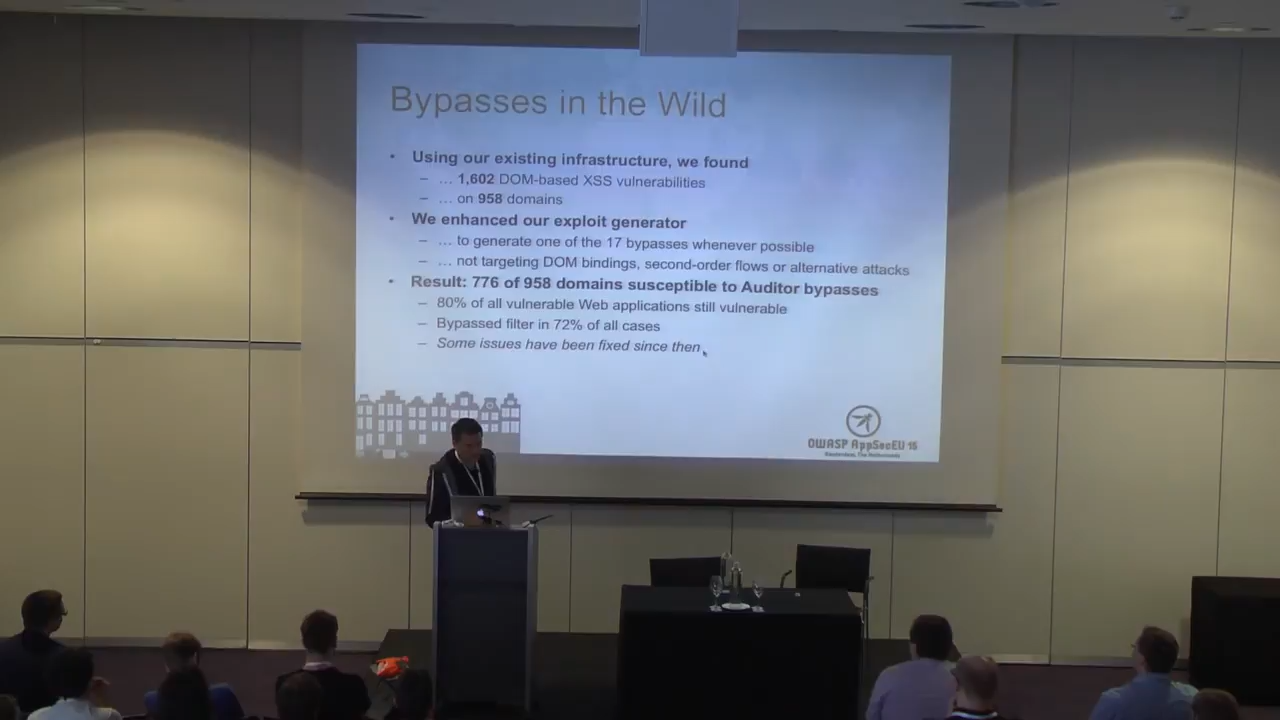 Bypasses in the Wild
• Using our existing infrastructure, we found
– … 1,602 DOM-based XSS vulnerabilities
– … on 958 domains
• We enhanced our exploit generator
– … to generate one of the 17 bypasses whenever possible
– … not targeting DOM bindings, second-order flows or alternative attacks
• Result: 776 of 958 domains susceptible to Auditor bypasses
– 80% of all vulnerable Web applications still vulnerable
– Bypassed filter in 72% of all cases
– Some issues have been fixed since then
OWASP AppSecEU 15
Amsterdam, The Netherlands